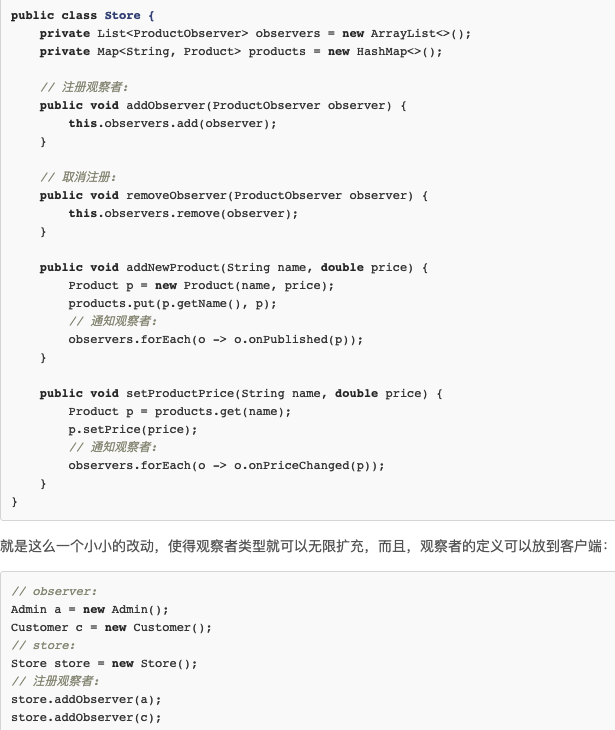 public class Store {
    private List<ProductObserver> observers = new ArrayList<>();
    private Map<String, Product> products = new HashMap<>();

    // 注册观察者:
    public void addObserver(ProductObserver observer) {
        this.observers.add(observer);
    }

    // 取消注册:
    public void removeObserver(ProductObserver observer) {
        this.observers.remove(observer);
    }

    public void addNewProduct(String name, double price) {
        Product p = new Product(name, price);
        products.put(p.getName(), p);
        // 通知观察者:
        observers.forEach(o -> o.onPublished(p));
    }

    public void setProductPrice(String name, double price) {
        Product p = products.get(name);
        p.setPrice(price);
        // 通知观察者:
        observers.forEach(o -> o.onPriceChanged(p));
    }
}
就是这么一个小小的改动，使得观察者类型就可以无限扩充，而且，观察者的定义可以放到客户端：
// observer:
Admin a = new Admin();
Customer c = new Customer();
// store:
Store store = new Store();
// 注册观察者:
store.addObserver(a);
store.addObserver(c);